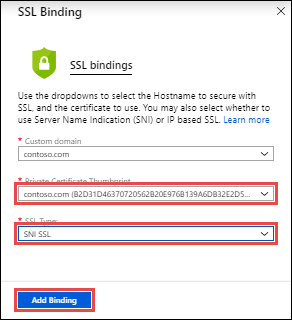 SSL Binding
SSL bindings
Use the dropdowns to select the Hostname to secure with
SSL, and the certificate to use. You may also select whether to
use Server Name Indication (SNI) or IP based SSL. Learn more
* Custom domain
contoso.com
* Private Certificate Thumbprint
contoso.com (B2D31D46370720562B20E976B139A6DB32E2D5...
* SSL Type:
SNI SSL
Add Binding